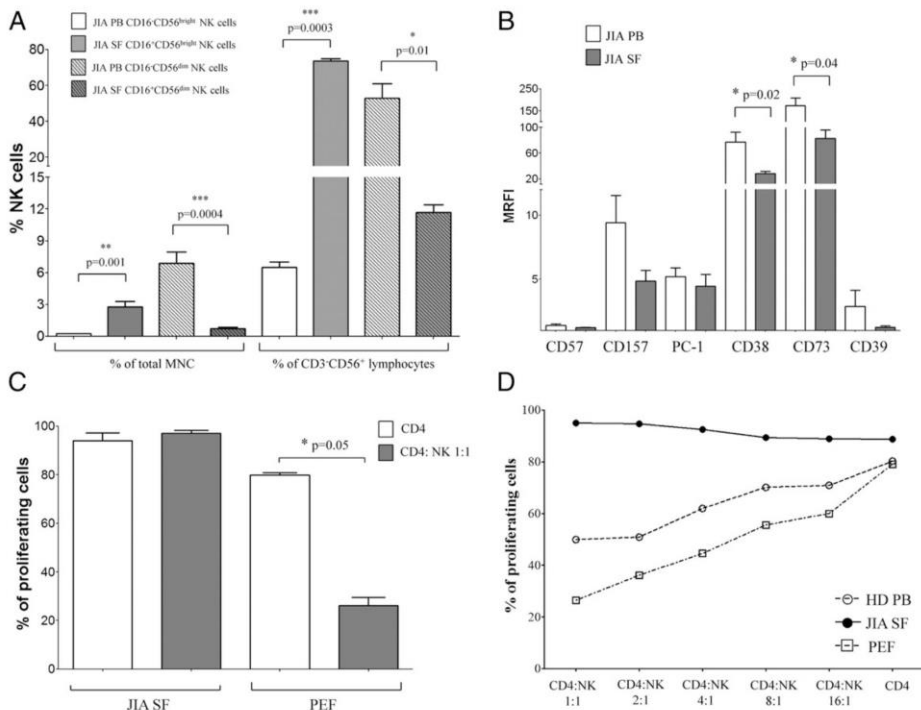 A
JIA PB CD16⁻CD56ᵇʳⁱᵍʰᵗ NK cells
JIA SF CD16⁺CD56ᵇʳⁱᵍʰᵗ NK cells
JIA PB CD16⁻CD56ᵈⁱᵐ NK cells
JIA SF CD16⁺CD56ᵈⁱᵐ NK cells
% NK cells
80
60
40
20
12
9
6
3
0
**
p=0.001
***
p=0.0004
***
p=0.0003
*
p=0.01
% of total MNC
% of CD3⁻CD56⁺ lymphocytes
B
JIA PB
JIA SF
MRFI
250
150
100
60
20
10
5
* p=0.02
* p=0.04
CD57
CD157
PC-1
CD38
CD73
CD39
C
% of proliferating cells
100
80
60
40
20
0
CD4
CD4: NK 1:1
* p=0.05
JIA SF
PEF
D
% of proliferating cells
100
80
60
40
20
0
HD PB
JIA SF
PEF
CD4:NK
1:1
CD4:NK
2:1
CD4:NK
4:1
CD4:NK
8:1
CD4:NK
16:1
CD4